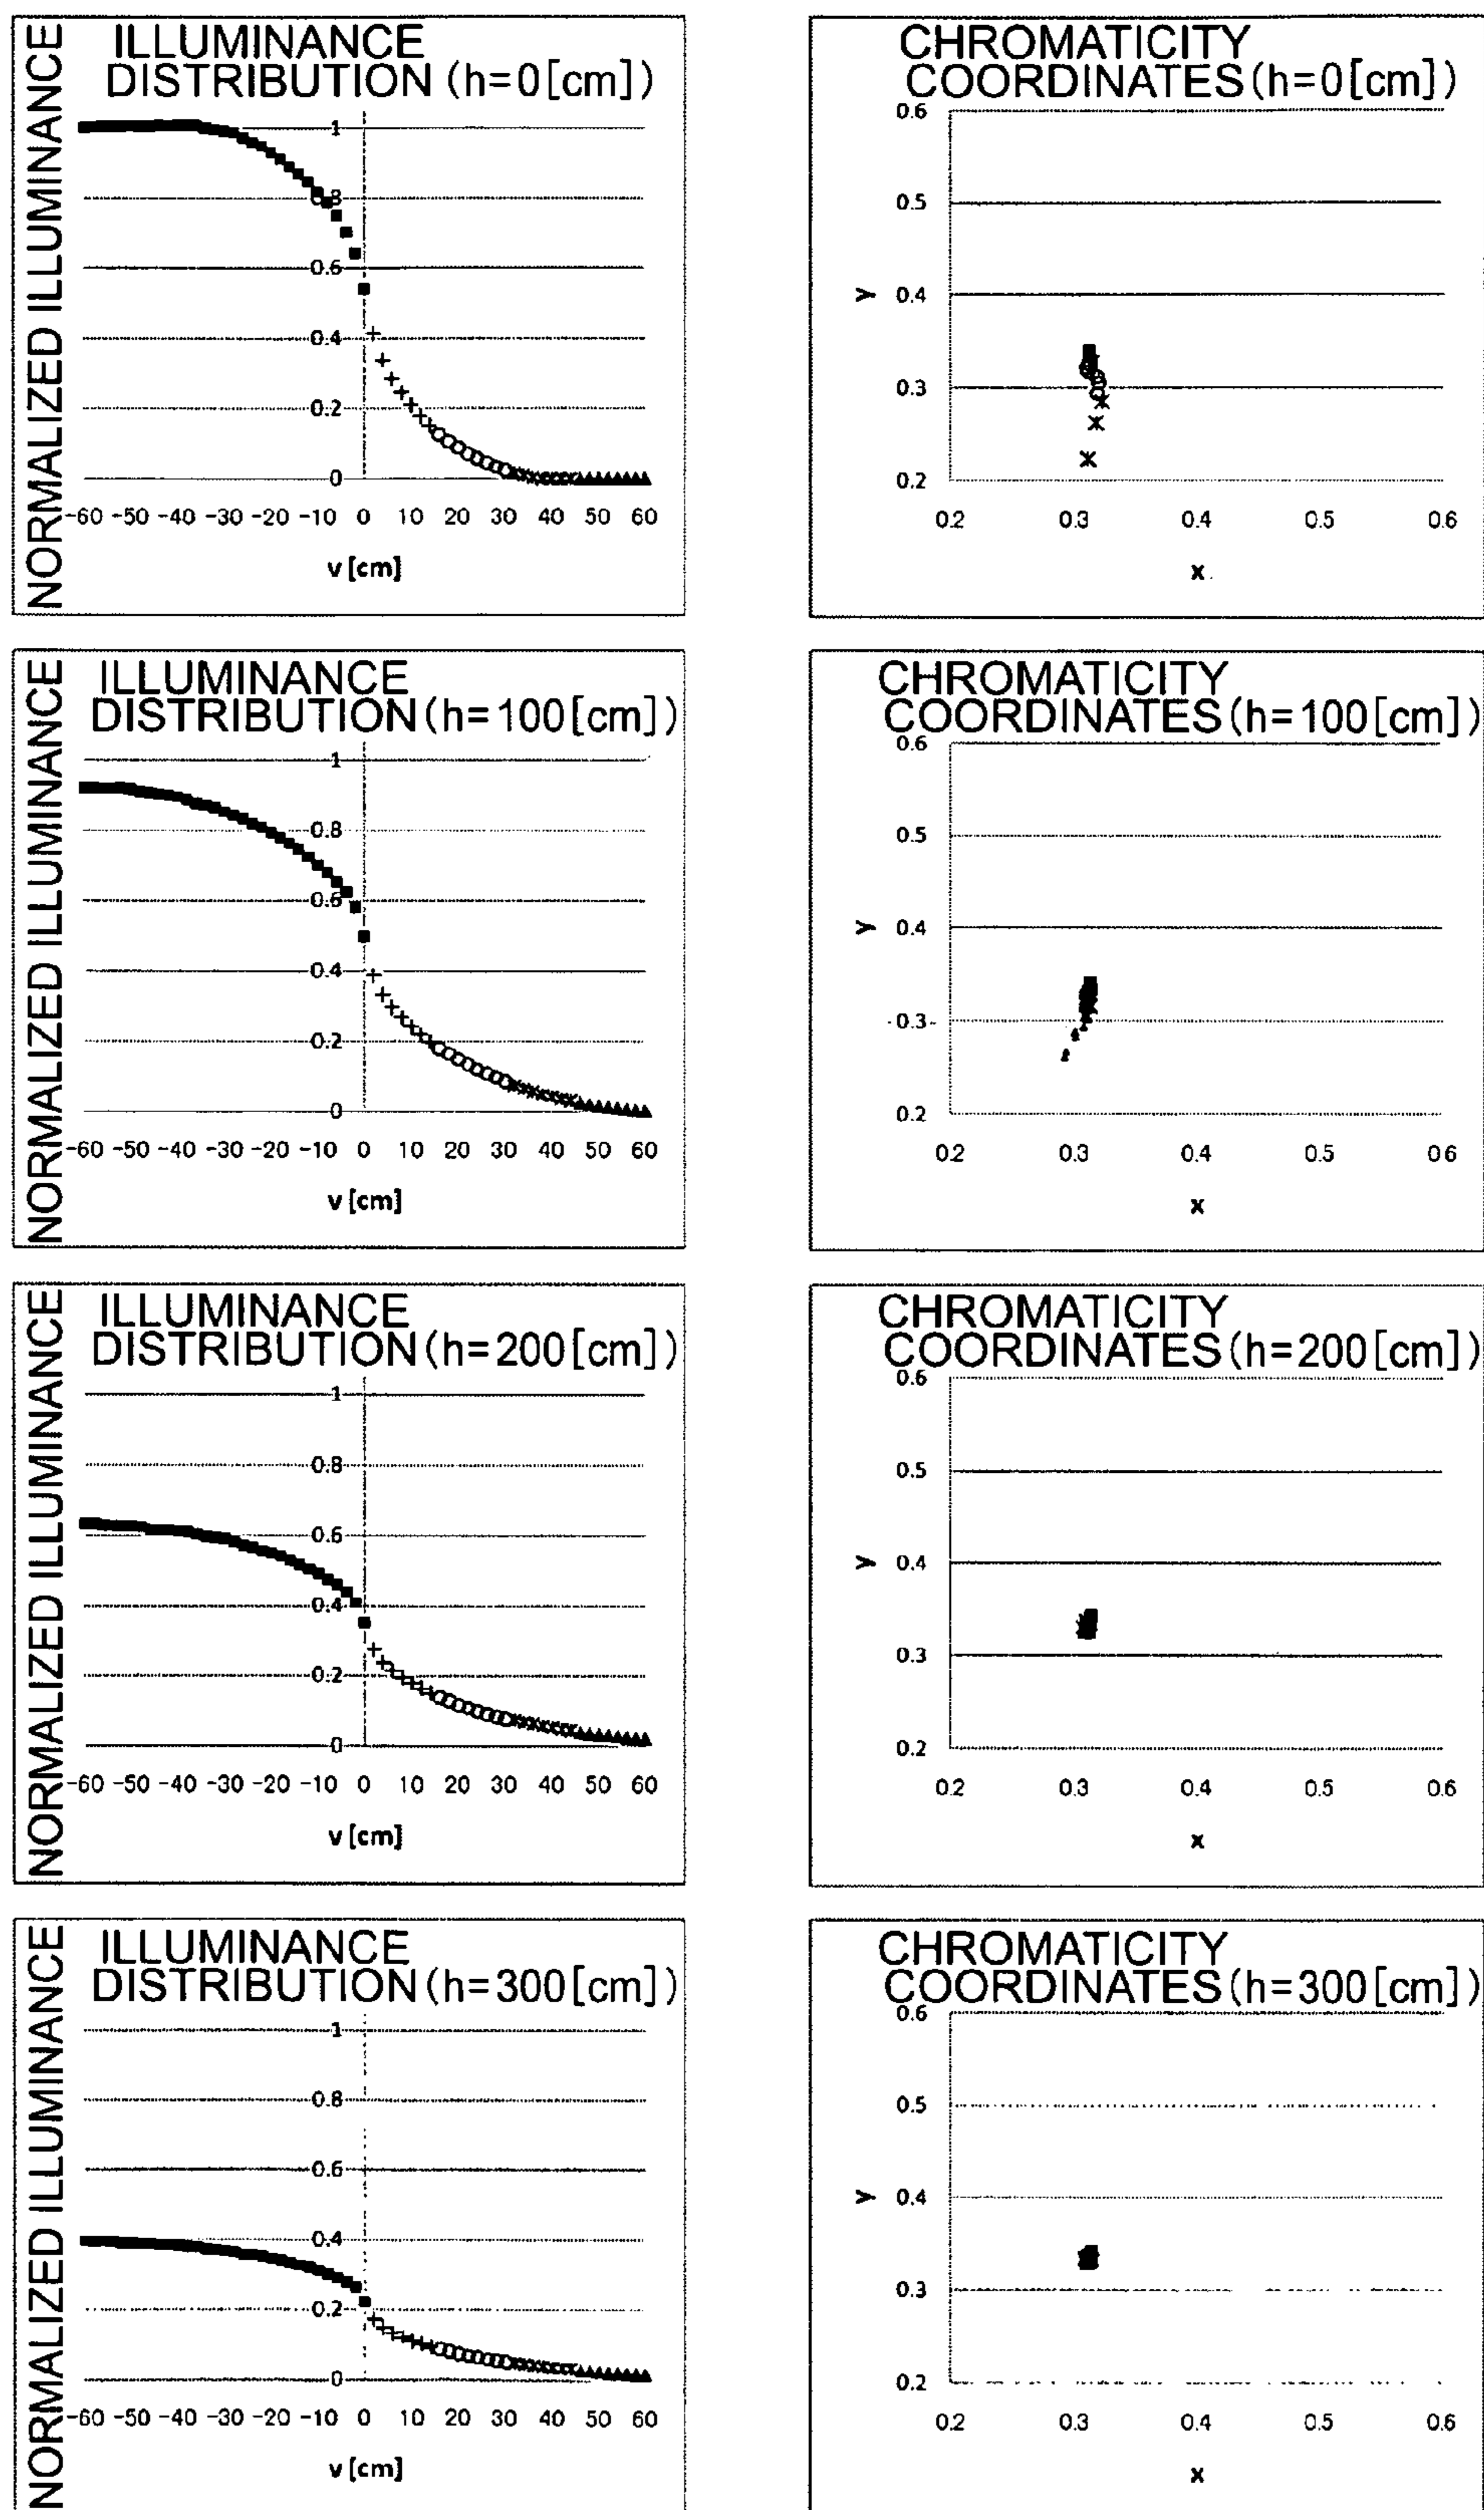 NORMALIZED ILLUMINANCE
ILLUMINANCE
DISTRIBUTION (h=0[cm])
1
0.8
0.6
0.4
0.2
0
-60 -50 -40 -30 -20 -10 0 10 20 30 40 50 60
v [cm]
CHROMATICITY
COORDINATES (h=0[cm])
0.6
0.5
y 0.4
0.3
0.2
0.2 0.3 0.4 0.5 0.6
x
NORMALIZED ILLUMINANCE
ILLUMINANCE
DISTRIBUTION (h=100[cm])
1
0.8
0.6
0.4
0.2
0
-60 -50 -40 -30 -20 -10 0 10 20 30 40 50 60
v [cm]
CHROMATICITY
COORDINATES (h=100[cm])
0.6
0.5
y 0.4
0.3
0.2
0.2 0.3 0.4 0.5 0.6
x
NORMALIZED ILLUMINANCE
ILLUMINANCE
DISTRIBUTION (h=200[cm])
1
0.8
0.6
0.4
0.2
0
-60 -50 -40 -30 -20 -10 0 10 20 30 40 50 60
v [cm]
CHROMATICITY
COORDINATES (h=200[cm])
0.6
0.5
y 0.4
0.3
0.2
0.2 0.3 0.4 0.5 0.6
x
NORMALIZED ILLUMINANCE
ILLUMINANCE
DISTRIBUTION (h=300[cm])
1
0.8
0.6
0.4
0.2
0
-60 -50 -40 -30 -20 -10 0 10 20 30 40 50 60
v [cm]
CHROMATICITY
COORDINATES (h=300[cm])
0.6
0.5
y 0.4
0.3
0.2
0.2 0.3 0.4 0.5 0.6
x